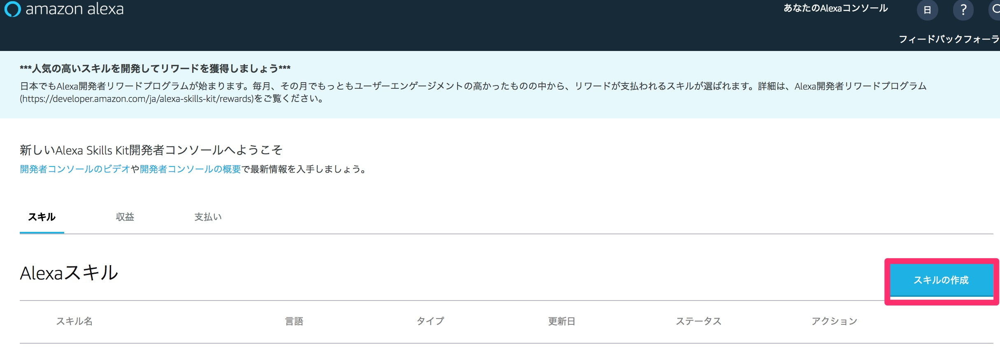 amazon alexa
あなたのAlexaコンソール
日
?
フィードバックフォーラ
***人気の高いスキルを開発してリワードを獲得しましょう***
日本でもAlexa開発者リワードプログラムが始まります。毎月、その月でもっともユーザーエンゲージメントの高かったものの中から、リワードが支払われるスキルが選ばれます。詳細は、Alexa開発者リワードプログラム
(https://developer.amazon.com/ja/alexa-skills-kit/rewards)をご覧ください。
新しいAlexa Skills Kit開発者コンソールへようこそ
開発者コンソールのビデオや開発者コンソールの概要で最新情報を入手しましょう。
スキル 収益 支払い
Alexaスキル
スキルの作成
スキル名 言語 タイプ 更新日 ステータス アクション